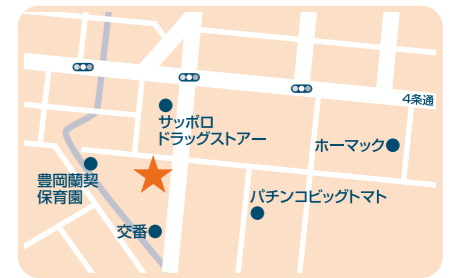 4条通
サッポロ
ドラッグストアー
ホーマック
豊岡蘭契
保育園
パチンコビッグトマト
交番